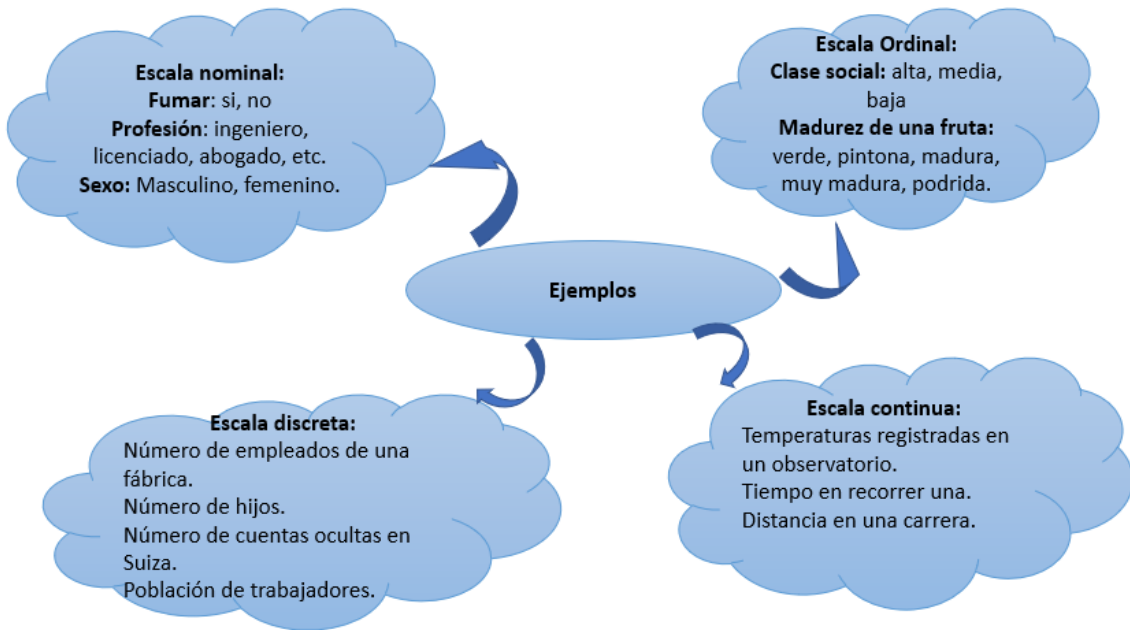 Escala nominal:
Fumar: si, no
Profesión: ingeniero,
licenciado, abogado, etc.
Sexo: Masculino, femenino.
Escala Ordinal:
Clase social: alta, media,
baja
Madurez de una fruta:
verde, pintona, madura,
muy madura, podrida.
Ejemplos
Escala discreta:
Número de empleados de una
fábrica.
Número de hijos.
Número de cuentas ocultas en
Suiza.
Población de trabajadores.
Escala continua:
Temperaturas registradas en
un observatorio.
Tiempo en recorrer una.
Distancia en una carrera.